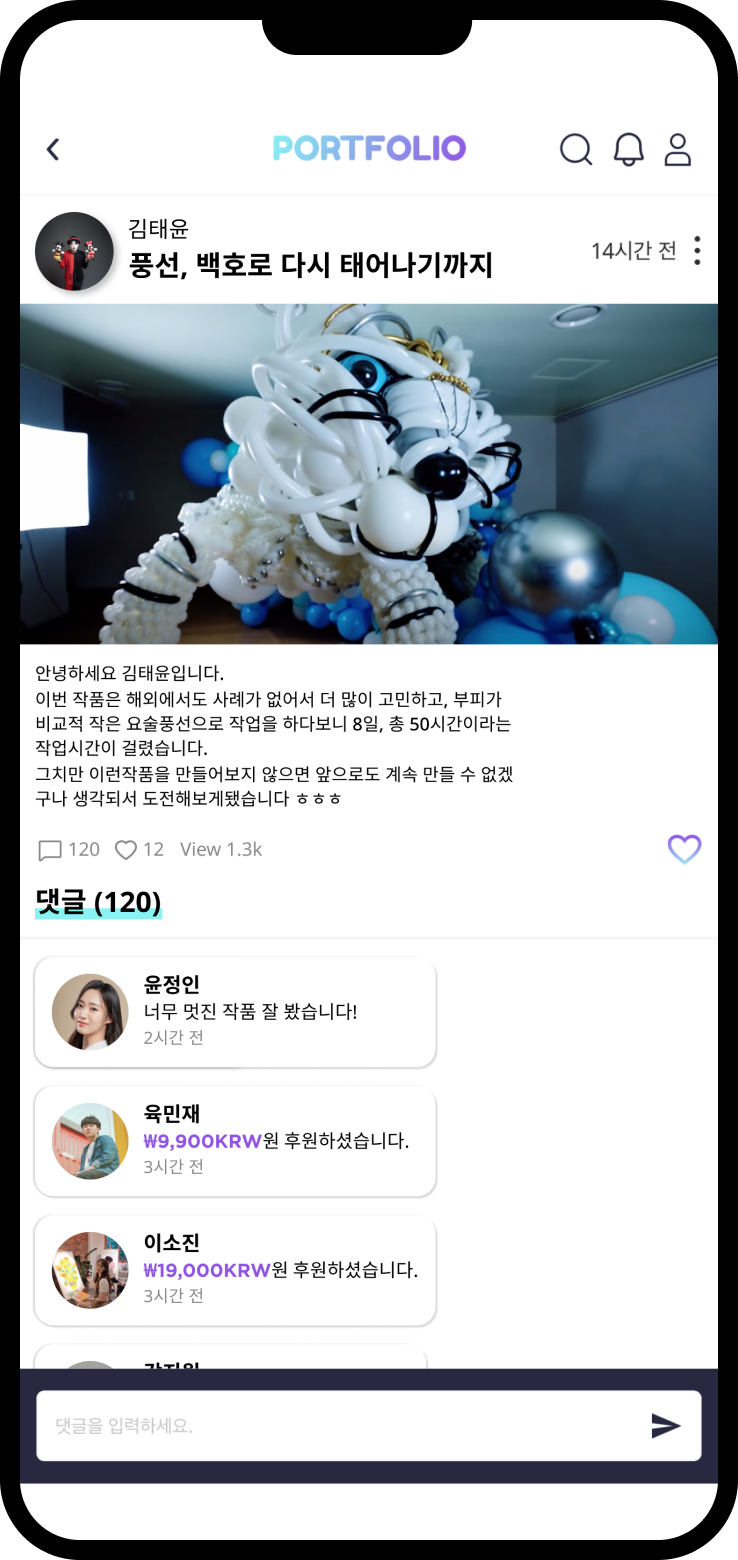 PORTFOLIO
김태윤
풍선, 백호로 다시 태어나기까지
14시간 전
안녕하세요 김태윤입니다.
이번 작품은 해외에서도 사례가 없어서 더 많이 고민하고, 부피가
비교적 작은 요술풍선으로 작업을 하다보니 8일, 총 50시간이라는
작업시간이 걸렸습니다.
그치만 이런작품을 만들어보지 않으면 앞으로도 계속 만들 수 없겠
구나 생각되서 도전해보게됐습니다 ㅎㅎㅎ
120 12 View 1.3k
댓글 (120)
윤정인
너무 멋진 작품 잘 봤습니다!
2시간 전
육민재
₩9,900KRW원 후원하셨습니다.
3시간 전
이소진
₩19,000KRW원 후원하셨습니다.
3시간 전
댓글을 입력하세요.